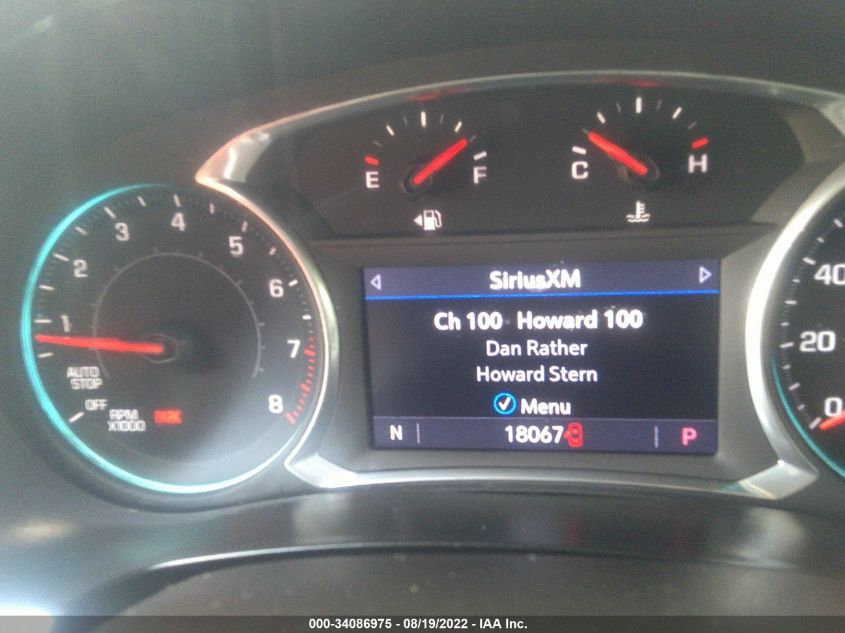 E F
C H
1 2 3 4 5 6 7 8
AUTO
STOP
OFF
RPM
X1000
40
20
0
SiriusXM
Ch 100 Howard 100
Dan Rather
Howard Stern
Menu
N 18067 P
000-34086975 - 08/19/2022 - IAA Inc.